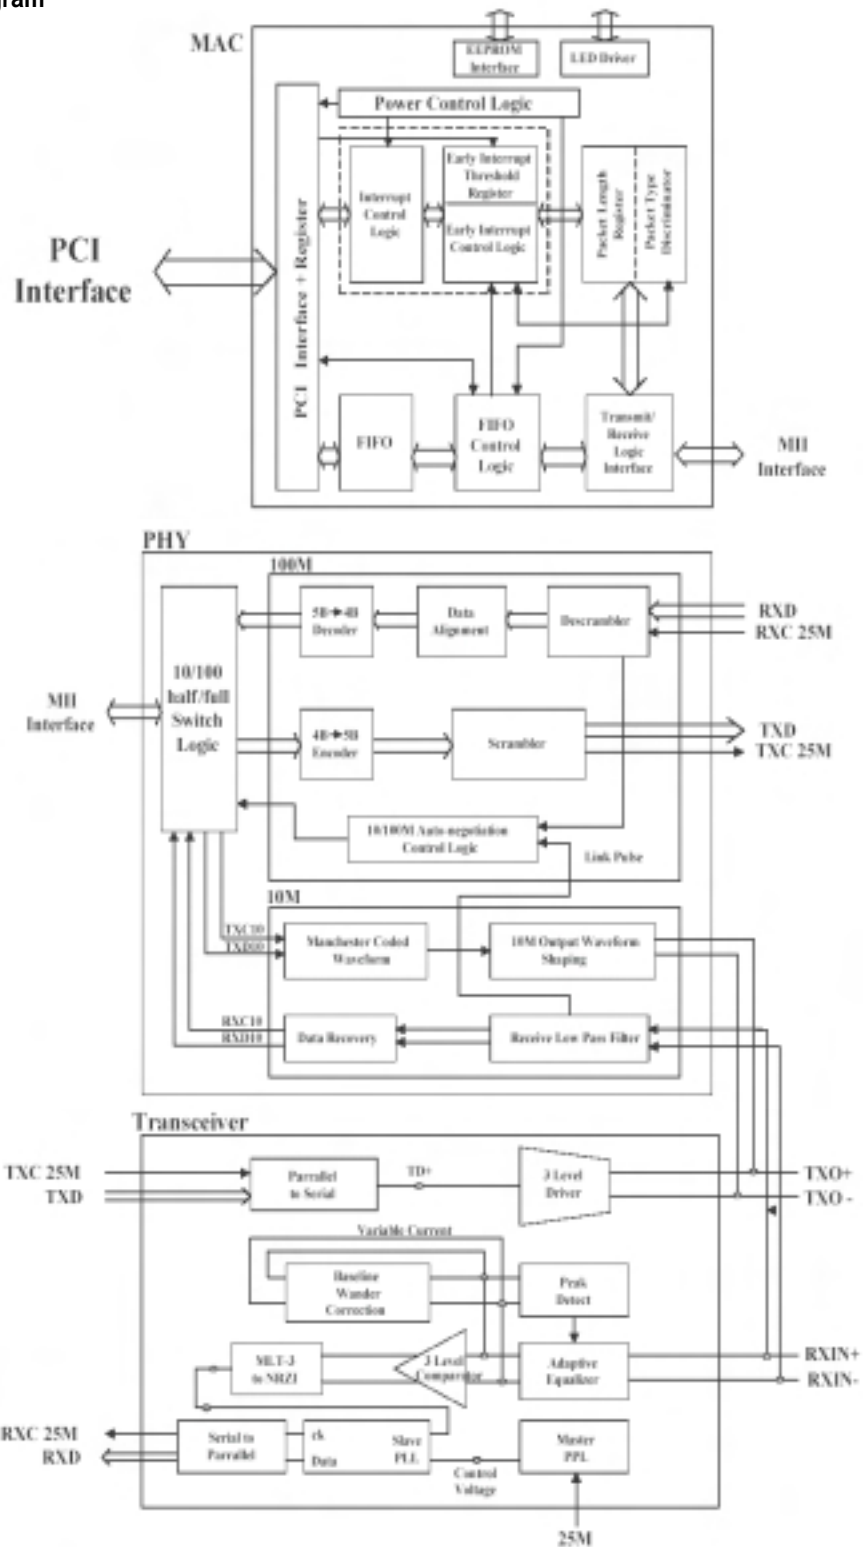 gram
MAC
EEPROM
Interface
LED Driver
Power Control Logic
PCI Interface + Register
Interrupt
Control
Logic
Early Interrupt
Threshold
Register
Early Interrupt
Control Logic
Packet Length
Register
Packet Type
Discriminator
PCI
Interface
FIFO
FIFO
Control
Logic
Transmit/
Receive
Logic
Interface
MII
Interface
PHY
100M
5B➔4B
Decoder
Data
Alignment
Descrambler
RXD
RXC 25M
10/100
half/full
Switch
Logic
MII
Interface
4B➔5B
Encoder
Scrambler
TXD
TXC 25M
10/100M Auto-negotiation
Control Logic
Link Pulse
10M
TXC10
TXD10
Manchester Coded
Waveform
10M Output Waveform
Shaping
RXC10
RXD10
Data Recovery
Receive Low Pass Filter
Transceiver
TXC 25M
TXD
Parrallel
to Serial
TD+
3 Level
Driver
TXO+
TXO -
Variable Current
Baseline
Wander
Correction
Peak
Detect
MLT-3
to NRZI
3 Level
Comparator
Adaptive
Equalizer
RXIN+
RXIN-
RXC 25M
RXD
Serial to
Parrallel
ck
Data
Slave
PLL
Control
Voltage
Master
PPL
25M